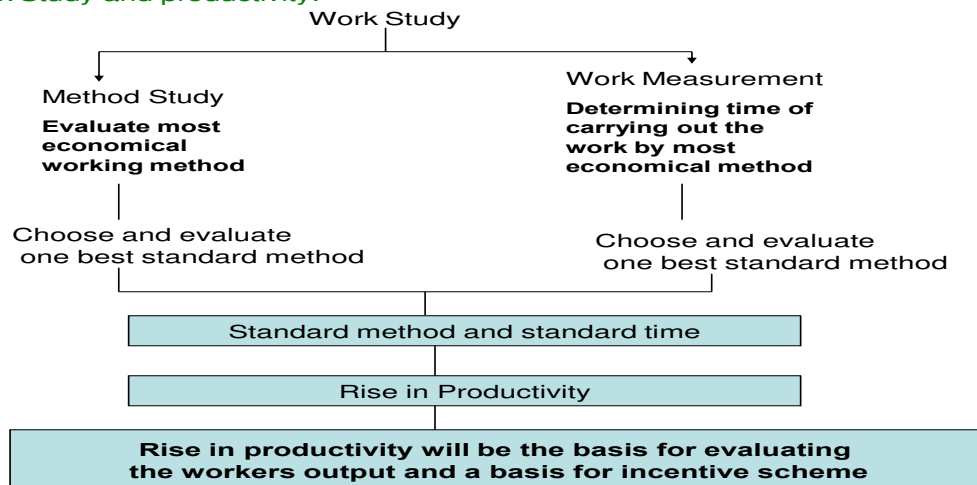 Study and productivity:
Work Study
Method Study
Evaluate most
economical
working method
Work Measurement
Determining time of
carrying out the
work by most
economical method
Choose and evaluate
one best standard method
Choose and evaluate
one best standard method
Standard method and standard time
Rise in Productivity
Rise in productivity will be the basis for evaluating
the workers output and a basis for incentive scheme